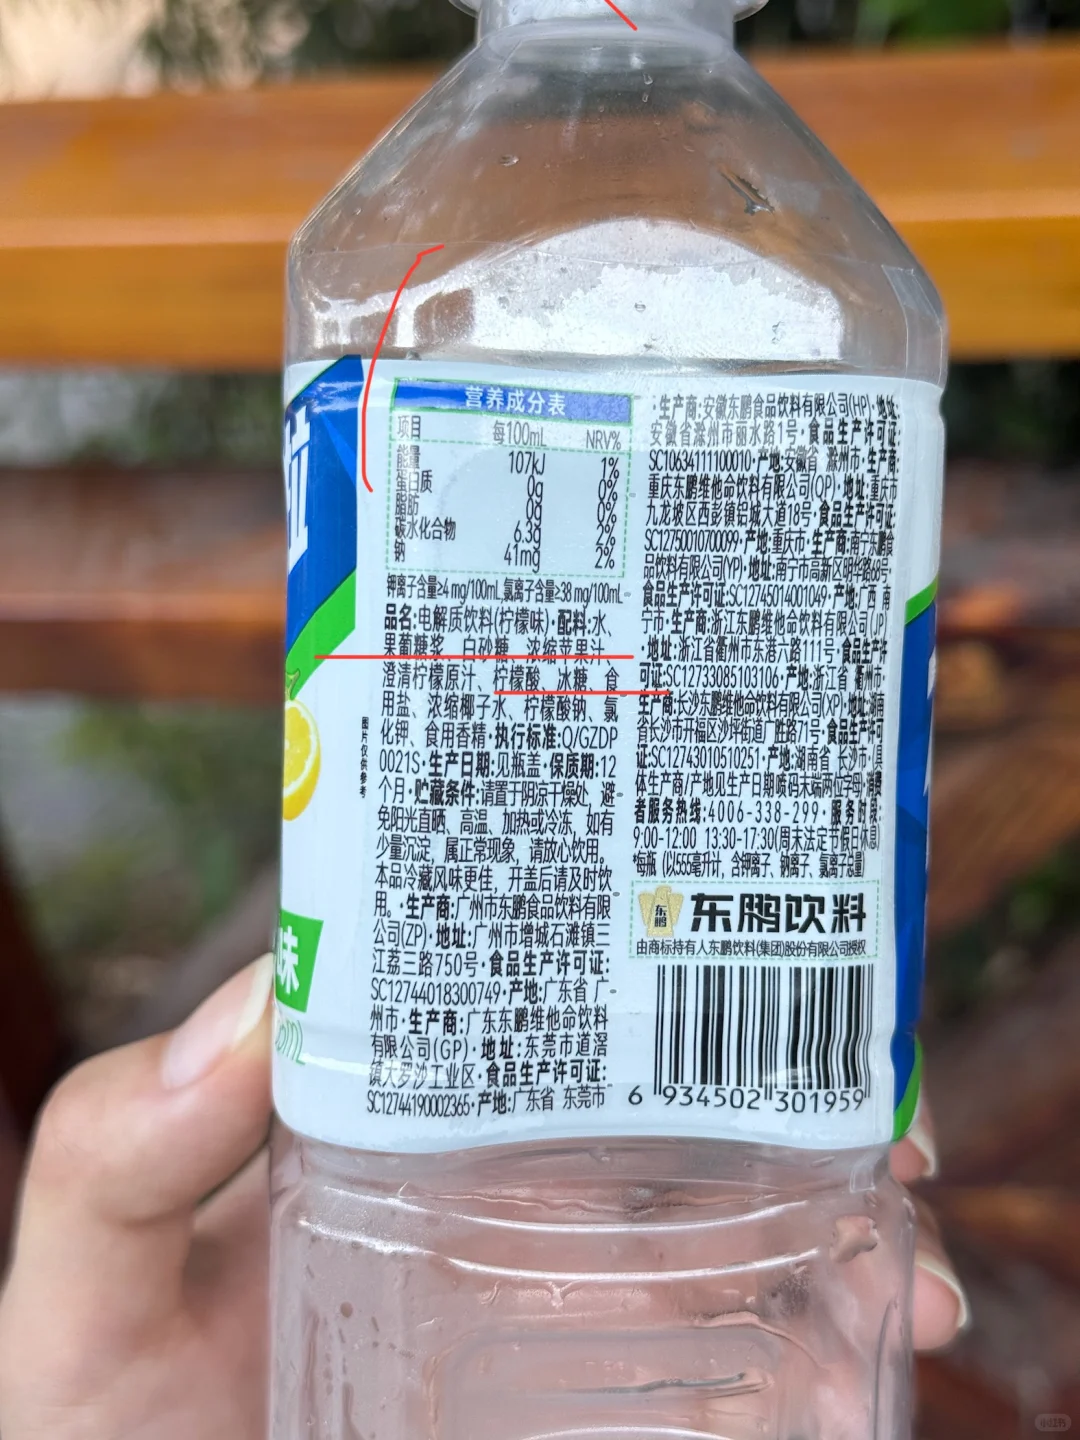 拉
味
营养成分表
项目 每100mL NRV%
能量 107kJ 1%
蛋白质 0g 0%
脂肪 0g 0%
碳水化合物 6.3g 2%
钠 41mg 2%
钾离子含量≥4mg/100mL,氯离子含量≥38mg/100mL
品名:电解质饮料(柠檬味)·配料:水、
果葡糖浆、白砂糖、浓缩苹果汁、
澄清柠檬原汁、柠檬酸、冰糖、食
用盐、浓缩椰子水、柠檬酸钠、氯
化钾、食用香精·执行标准:Q/GZDP
0021S·生产日期:见瓶盖·保质期:12
个月·贮藏条件:请置于阴凉干燥处,避
免阳光直晒、高温、加热或冷冻,如有
少量沉淀,属正常现象,请放心饮用。
本品冷藏风味更佳,开盖后请及时饮
用。·生产商:广州市东鹏食品饮料有限
公司(ZP)·地址:广州市增城石滩镇三
江荔三路750号·食品生产许可证:
SC12744018300749·产地:广东省 广
州市·生产商:广东东鹏维他命饮料
有限公司(GP)·地址:东莞市道滘
镇大罗沙工业区·食品生产许可证:
SC12744190002365·产地:广东省 东莞市
图片仅供参考
·生产商:安徽东鹏食品饮料有限公司(HP)·地址:
安徽省滁州市丽水路1号·食品生产许可证:
SC10634111100010·产地:安徽省 滁州市·生产商:
重庆东鹏维他命饮料有限公司(QP)·地址:重庆市
九龙坡区西彭镇铝城大道18号·食品生产许可证:
SC12750010700099·产地:重庆市·生产商:南宁东鹏食
品饮料有限公司(YP)·地址:南宁市高新区明华路68号·
食品生产许可证:SC12745014001049·产地:广西 南
宁市·生产商:浙江东鹏维他命饮料有限公司(JP)
·地址:浙江省衢州市东港六路111号·食品生产许
可证:SC12733085103106·产地:浙江省 衢州市·
生产商:长沙东鹏维他命饮料有限公司(XP)·地址:湖南
省长沙市开福区沙坪街道广胜路71号·食品生产许可
证:SC12743010510251·产地:湖南省 长沙市·具
体生产商/产地见生产日期喷码末端两位字母·消费
者服务热线:4006-338-299·服务时段:
9:00-12:00 13:30-17:30(周末法定节假日休息)
*每瓶（以555毫升计，含钾离子、钠离子、氯离子总量）
东鹏
东鹏饮料
由商标持有人东鹏饮料(集团)股份有限公司授权
6 934502 301959
小红书